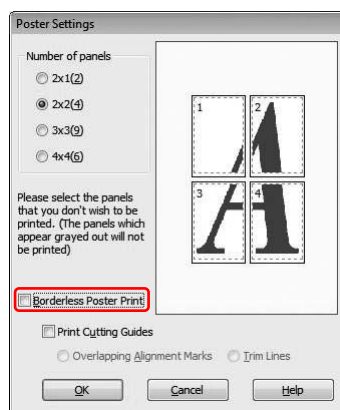 Poster Settings
Number of panels
2x1(2)
2x2(4)
3x3(9)
4x4(6)
1 2
3 4
Please select the panels
that you don't wish to be
printed. (The panels which
appear grayed out will not
be printed)
Borderless Poster Print
Print Cutting Guides
Overlapping Alignment Marks Trim Lines
OK Cancel Help